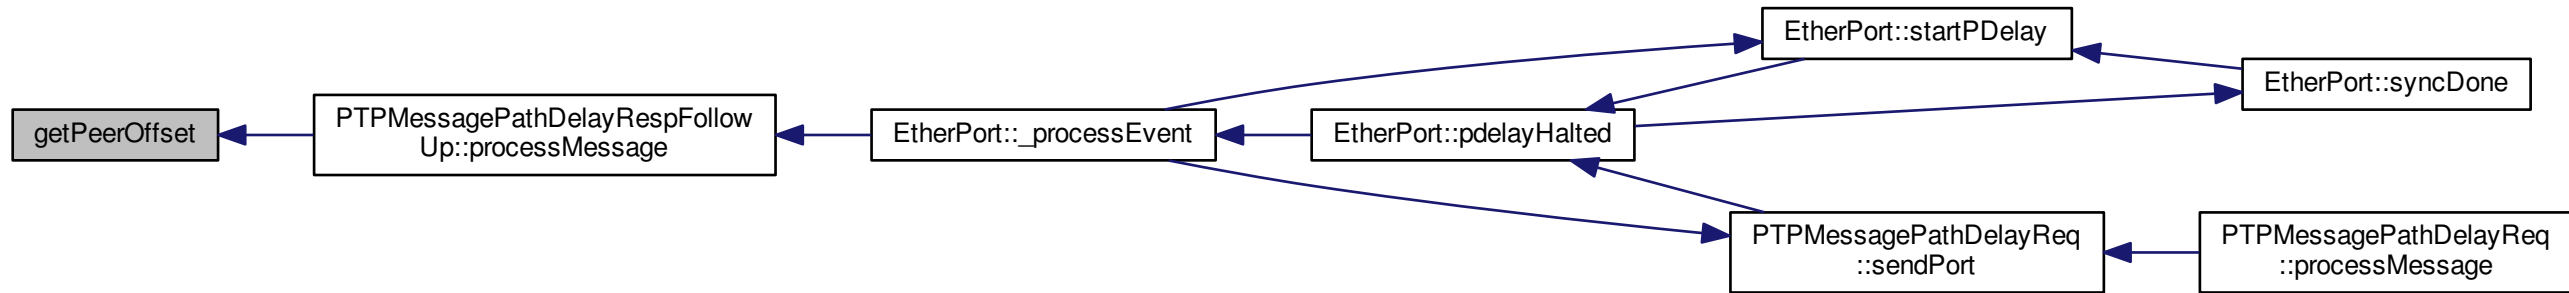 getPeerOffset
PTPMessagePathDelayRespFollow
Up::processMessage
EtherPort::_processEvent
EtherPort::pdelayHalted
EtherPort::startPDelay
EtherPort::syncDone
PTPMessagePathDelayReq
::sendPort
PTPMessagePathDelayReq
::processMessage